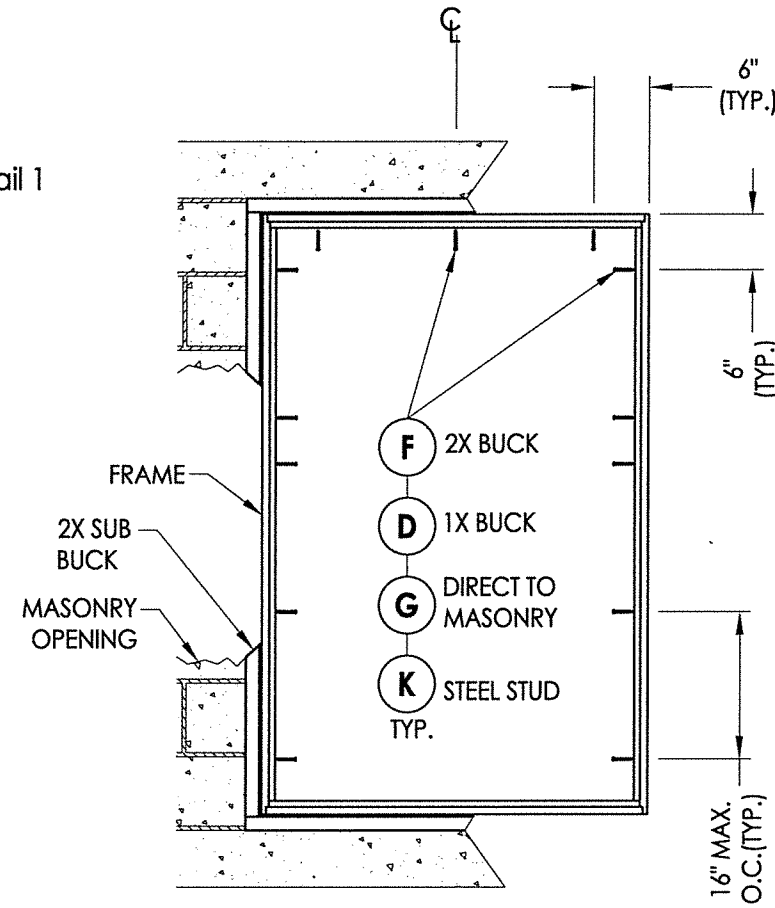 ℄
6"
(TYP.)
ail 1
6"
(TYP.)
F 2X BUCK
FRAME
D 1X BUCK
2X SUB
BUCK
G DIRECT TO
MASONRY
MASONRY
OPENING
K STEEL STUD
TYP.
16" MAX.
O.C.(TYP.)